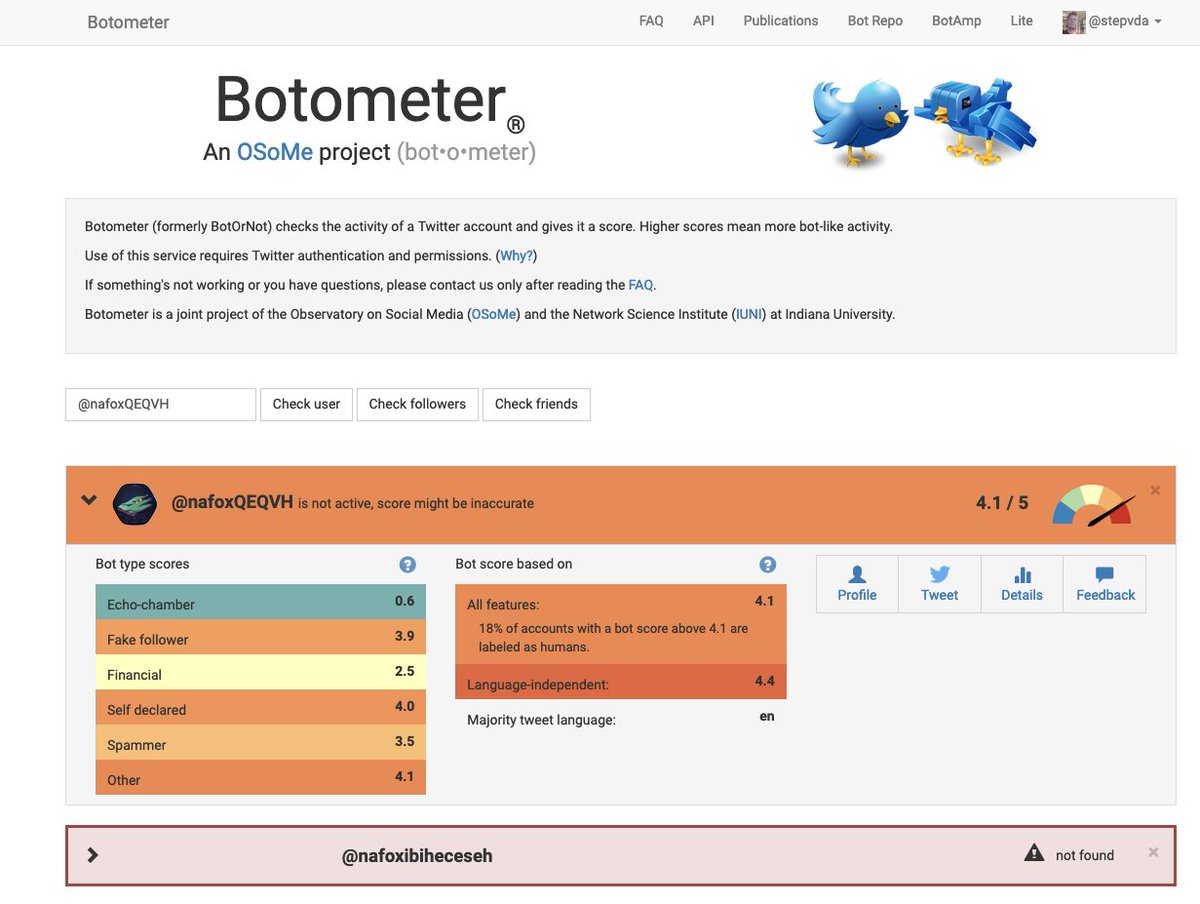 Botometer FAQ API Publications Bot Repo BotAmp Lite @stepvda
Botometer®
An OSoMe project (bot•o•meter)
Botometer (formerly BotOrNot) checks the activity of a Twitter account and gives it a score. Higher scores mean more bot-like activity.
Use of this service requires Twitter authentication and permissions. (Why?)
If something's not working or you have questions, please contact us only after reading the FAQ.
Botometer is a joint project of the Observatory on Social Media (OSoMe) and the Network Science Institute (IUNI) at Indiana University.
@nafoxQEQVH Check user Check followers Check friends
@nafoxQEQVH is not active, score might be inaccurate 4.1 / 5 ×
Bot type scores ?
Echo-chamber 0.6
Fake follower 3.9
Financial 2.5
Self declared 4.0
Spammer 3.5
Other 4.1
Bot score based on ?
All features: 4.1
18% of accounts with a bot score above 4.1 are
labeled as humans.
Language-independent: 4.4
Majority tweet language: en
Profile Tweet Details Feedback
@nafoxibiheceseh not found ×